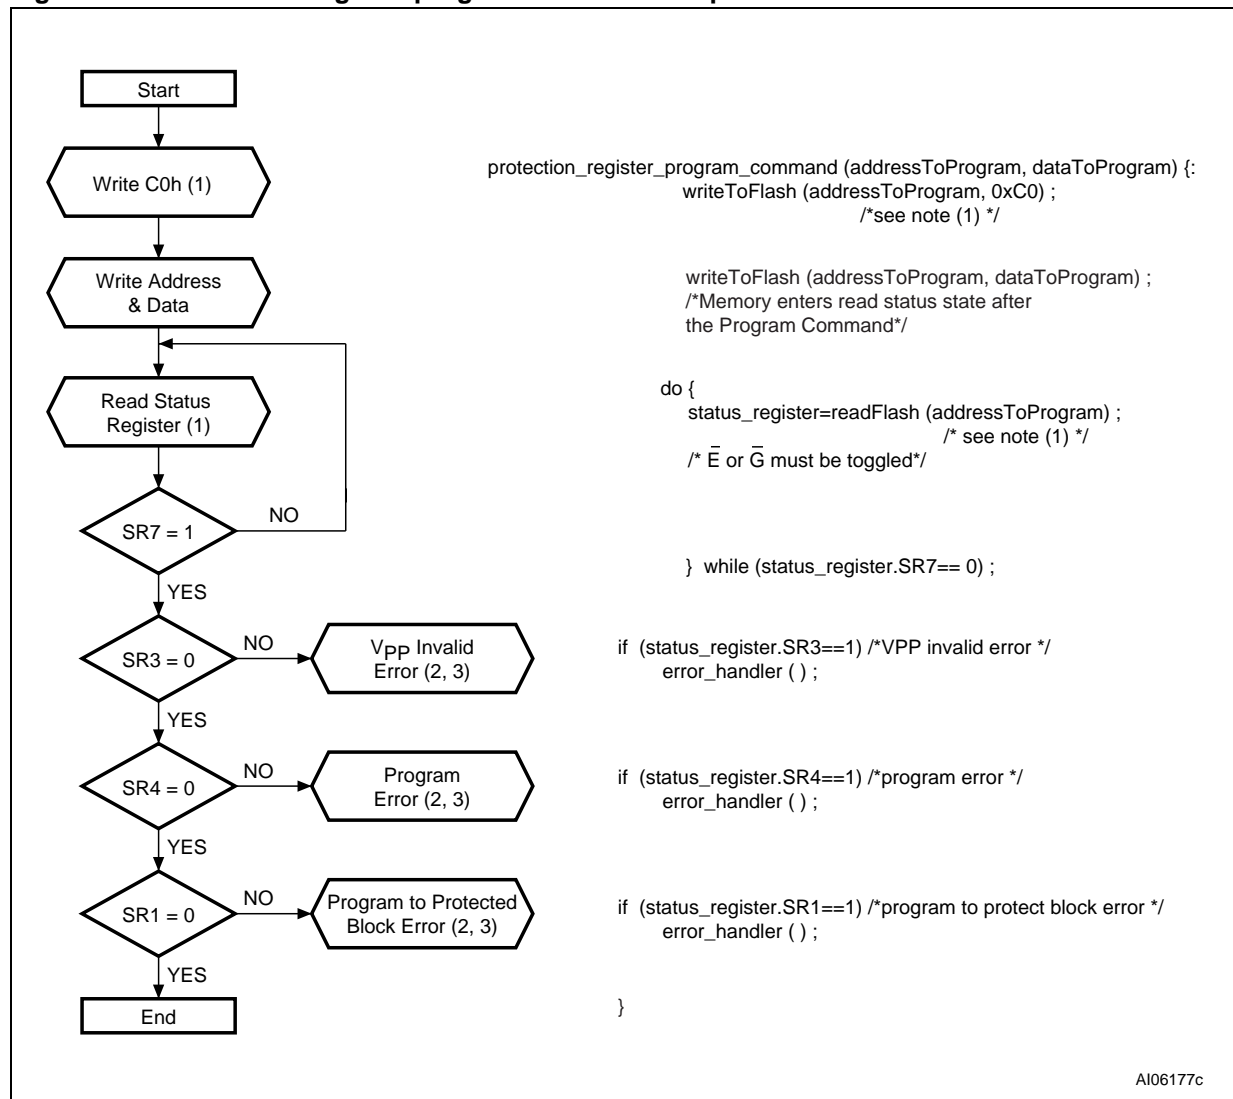 Start
Write C0h (1)
protection_register_program_command (addressToProgram, dataToProgram) {:
writeToFlash (addressToProgram, 0xC0) ;
/*see note (1) */
Write Address
& Data
writeToFlash (addressToProgram, dataToProgram) ;
/*Memory enters read status state after
the Program Command*/
Read Status
Register (1)
do {
status_register=readFlash (addressToProgram) ;
/* see note (1) */
/* E̅ or G̅ must be toggled*/
SR7 = 1
NO
YES
} while (status_register.SR7== 0) ;
SR3 = 0
NO
YES
VPP Invalid
Error (2, 3)
if (status_register.SR3==1) /*VPP invalid error */
error_handler ( ) ;
SR4 = 0
NO
YES
Program
Error (2, 3)
if (status_register.SR4==1) /*program error */
error_handler ( ) ;
SR1 = 0
NO
YES
Program to Protected
Block Error (2, 3)
if (status_register.SR1==1) /*program to protect block error */
error_handler ( ) ;
End
}
AI06177c